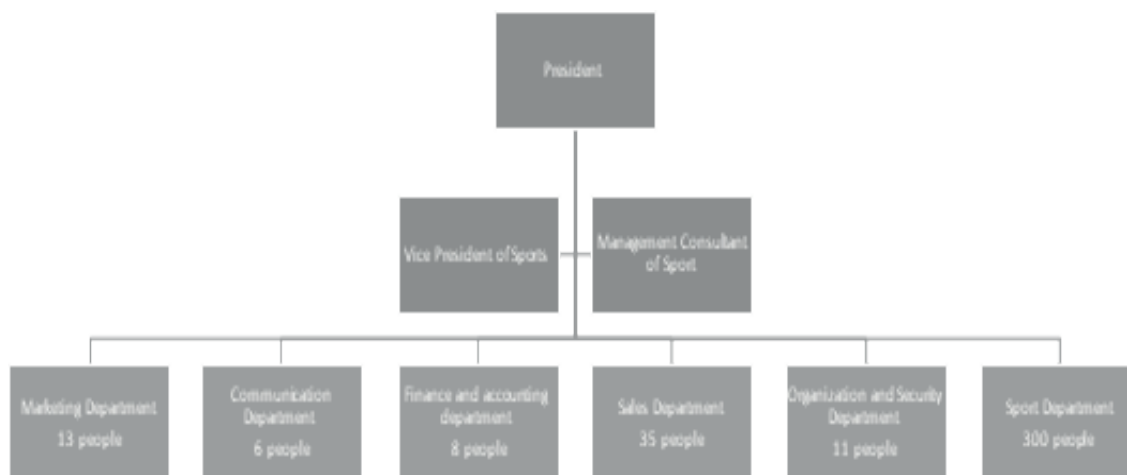 President
Vice President of Sports
Management Consultant
of Sport
Marketing Department
13 people
Communication
Department
6 people
Finance and accounting
department
8 people
Sales Department
35 people
Organization and Security
Department
11 people
Sport Department
300 people